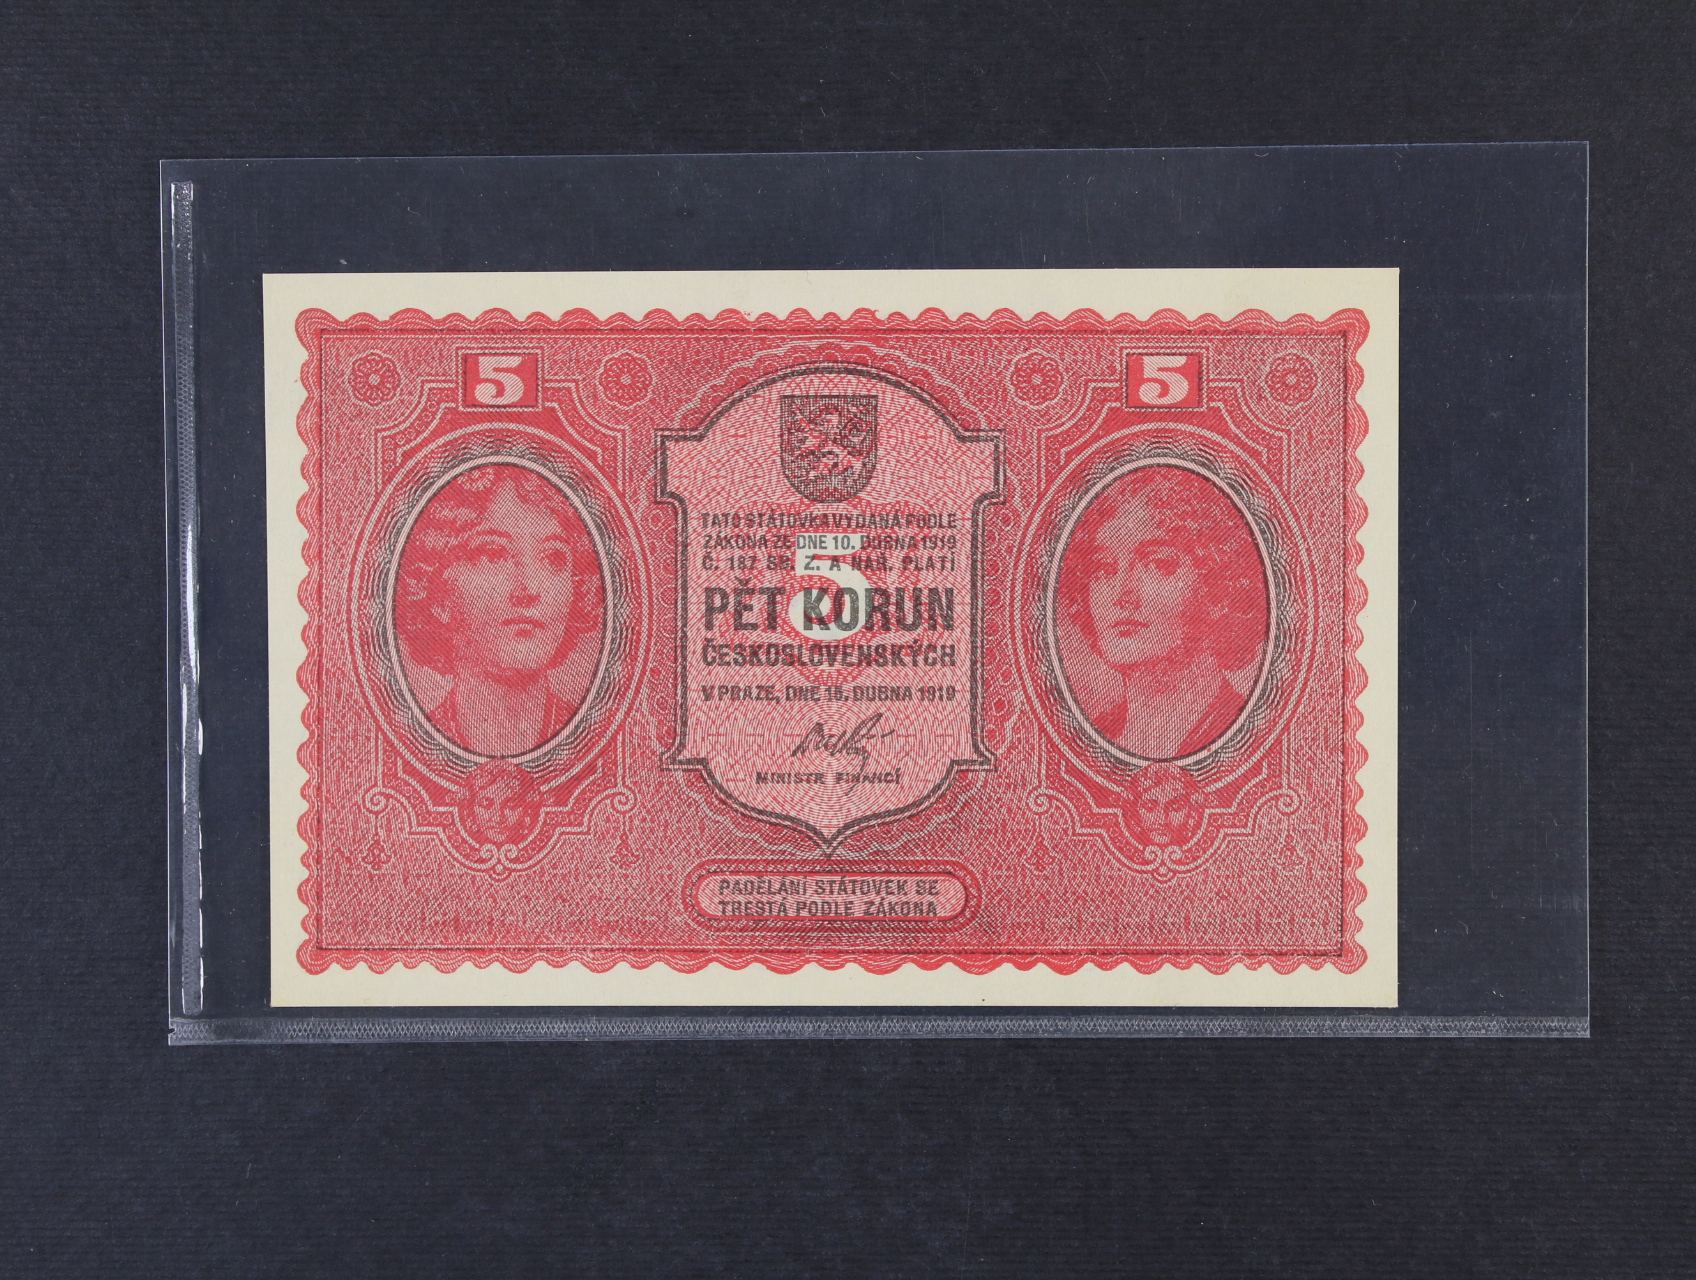 5 5
TATO STÁTOVKA VYDANÁ PODLE
ZÁKONA ZE DNE 10. DUBNA 1919
Č. 187 SB. Z. A NAŘ. PLATÍ
5
PĚT KORUN
ČESKOSLOVENSKÝCH
V PRAZE, DNE 15. DUBNA 1919
MINISTR FINANCÍ
PADĚLÁNÍ STÁTOVEK SE
TRESTÁ PODLE ZÁKONA